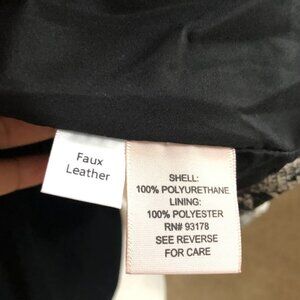 Faux
Leather
SHELL:
100% POLYURETHANE
LINING:
100% POLYESTER
RN# 93178
SEE REVERSE
FOR CARE